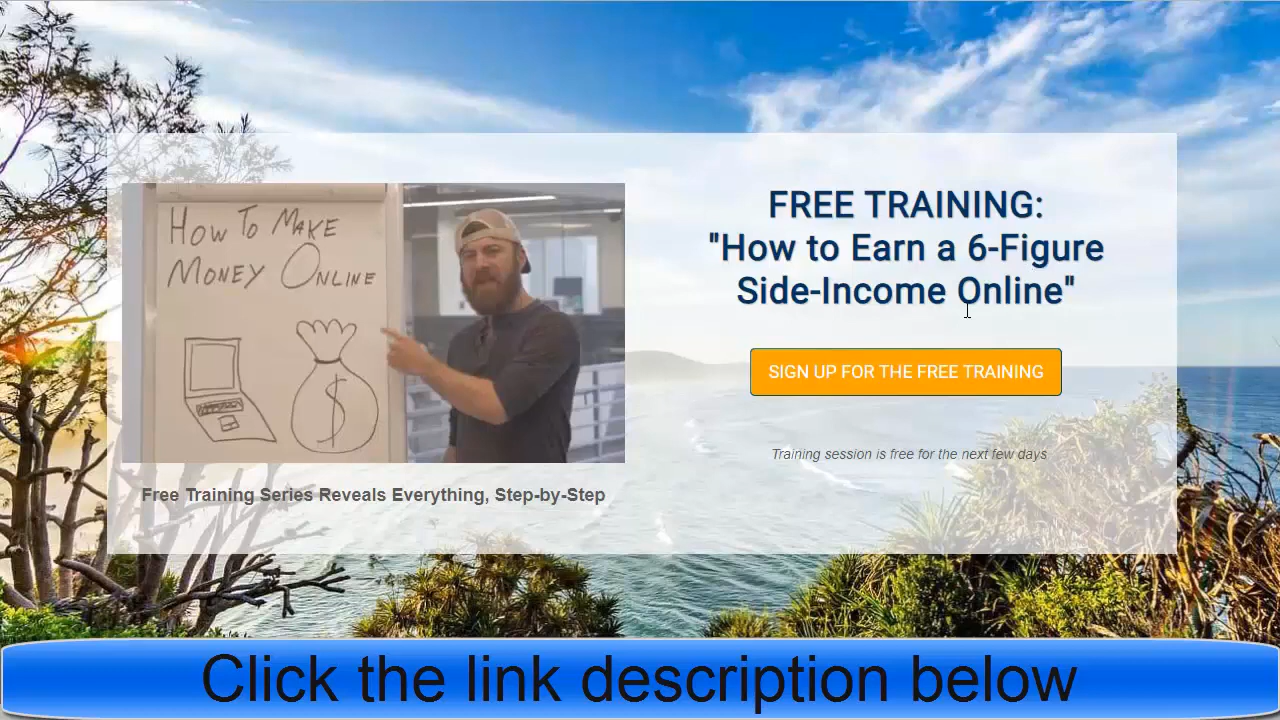 How To Make
Money Online
FREE TRAINING:
"How to Earn a 6-Figure
Side-Income Online"
SIGN UP FOR THE FREE TRAINING
Training session is free for the next few days
Free Training Series Reveals Everything, Step-by-Step
Click the link description below